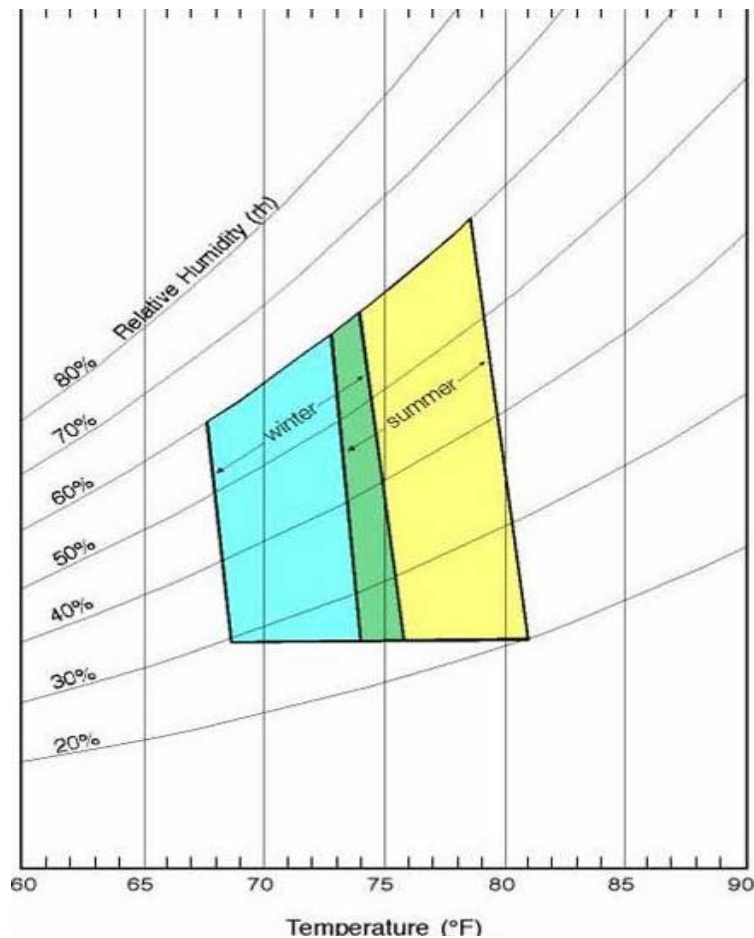 Relative Humidity (rh)
80%
70%
60%
50%
40%
30%
20%
winter
summer
60 65 70 75 80 85 90
Temperature (°F)